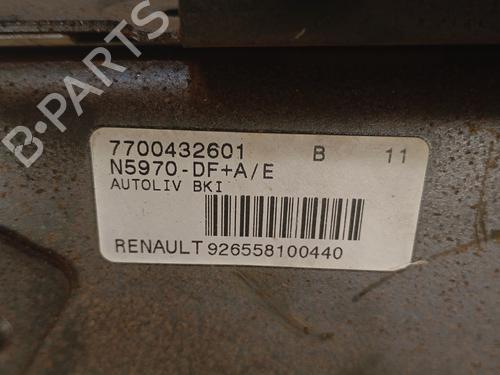 7700432601 B 11
N5970-DF+A/E
AUTOLIV BKI
RENAULT 926558100440
B-PARTS